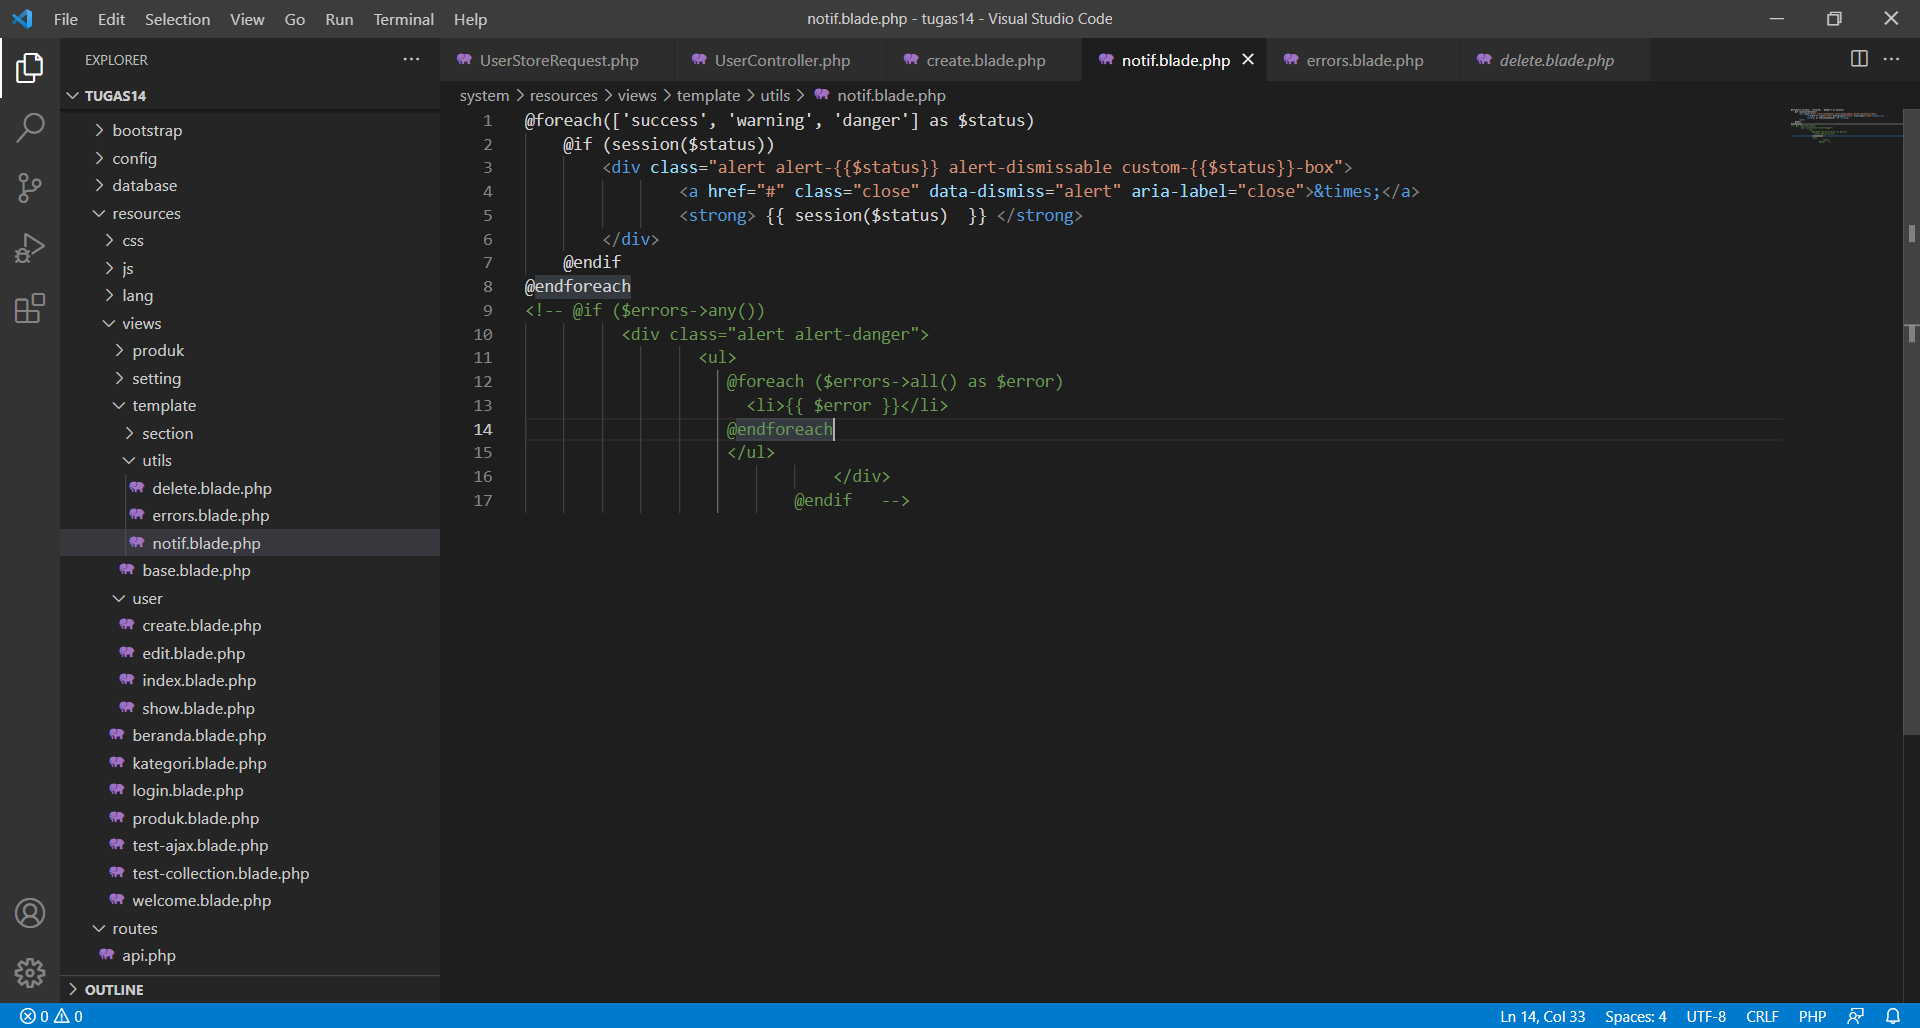 File Edit Selection View Go Run Terminal Help
notif.blade.php - tugas14 - Visual Studio Code
EXPLORER
TUGAS14
bootstrap
config
database
resources
css
js
lang
views
produk
setting
template
section
utils
delete.blade.php
errors.blade.php
notif.blade.php
base.blade.php
user
create.blade.php
edit.blade.php
index.blade.php
show.blade.php
beranda.blade.php
kategori.blade.php
login.blade.php
produk.blade.php
test-ajax.blade.php
test-collection.blade.php
welcome.blade.php
routes
api.php
OUTLINE
UserStoreRequest.php UserController.php create.blade.php notif.blade.php errors.blade.php delete.blade.php
system > resources > views > template > utils > notif.blade.php
1 @foreach(['success', 'warning', 'danger'] as $status)
2 @if (session($status))
3 <div class="alert alert-{{$status}} alert-dismissable custom-{{$status}}-box">
4 <a href="#" class="close" data-dismiss="alert" aria-label="close">&times;</a>
5 <strong> {{ session($status)  }} </strong>
6 </div>
7 @endif
8 @endforeach
9 <!-- @if ($errors->any())
10 <div class="alert alert-danger">
11 <ul>
12 @foreach ($errors->all() as $error)
13 <li>{{ $error }}</li>
14 @endforeach
15 </ul>
16 </div>
17 @endif   -->
0 0
Ln 14, Col 33 Spaces: 4 UTF-8 CRLF PHP